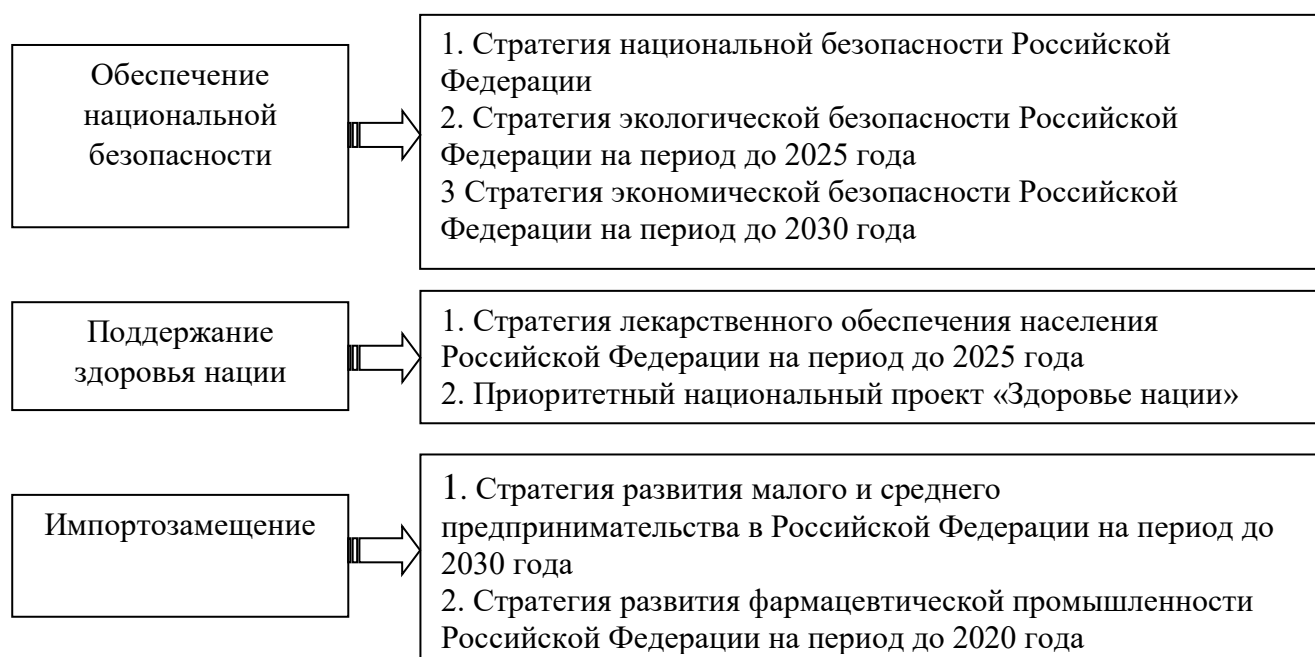 Обеспечение
национальной
безопасности
1. Стратегия национальной безопасности Российской
Федерации
2. Стратегия экологической безопасности Российской
Федерации на период до 2025 года
3 Стратегия экономической безопасности Российской
Федерации на период до 2030 года
Поддержание
здоровья нации
1. Стратегия лекарственного обеспечения населения
Российской Федерации на период до 2025 года
2. Приоритетный национальный проект «Здоровье нации»
Импортозамещение
1. Стратегия развития малого и среднего
предпринимательства в Российской Федерации на период до
2030 года
2. Стратегия развития фармацевтической промышленности
Российской Федерации на период до 2020 года